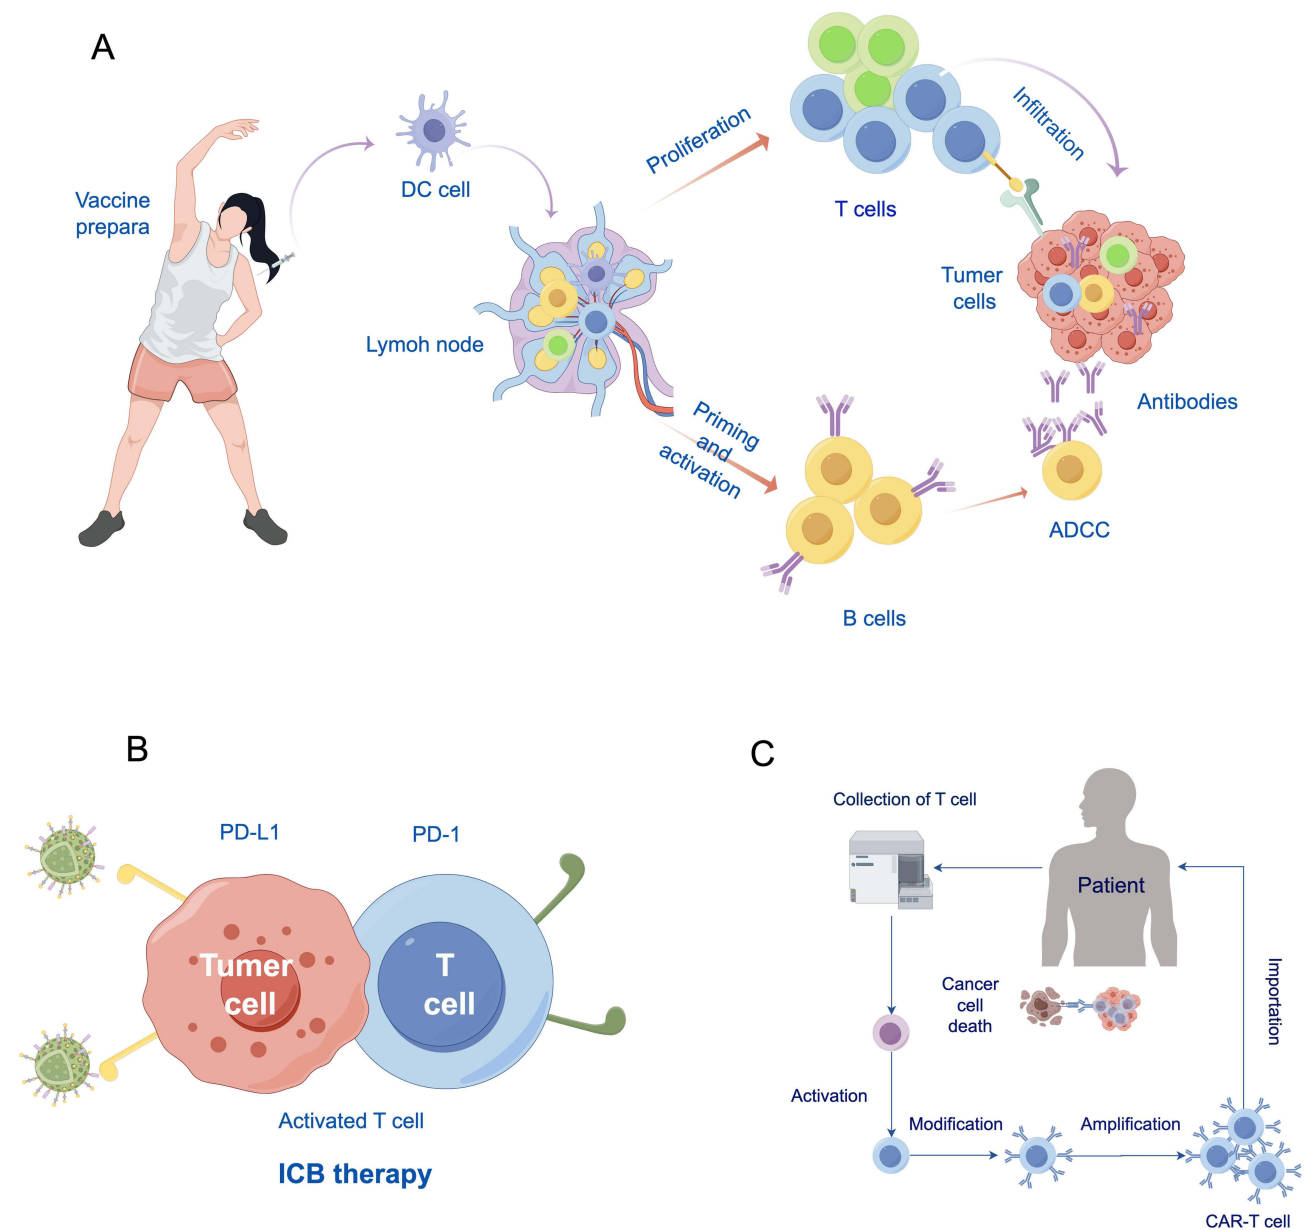 A
Vaccine
prepara
DC cell
Lymoh node
Proliferation
T cells
Infiltration
Tumer
cells
Priming
and
activation
Antibodies
ADCC
B cells
B
PD-L1
PD-1
Tumer
cell
T
cell
Activated T cell
ICB therapy
C
Collection of T cell
Patient
Cancer
cell
death
Importation
Activation
Modification
Amplification
CAR-T cell